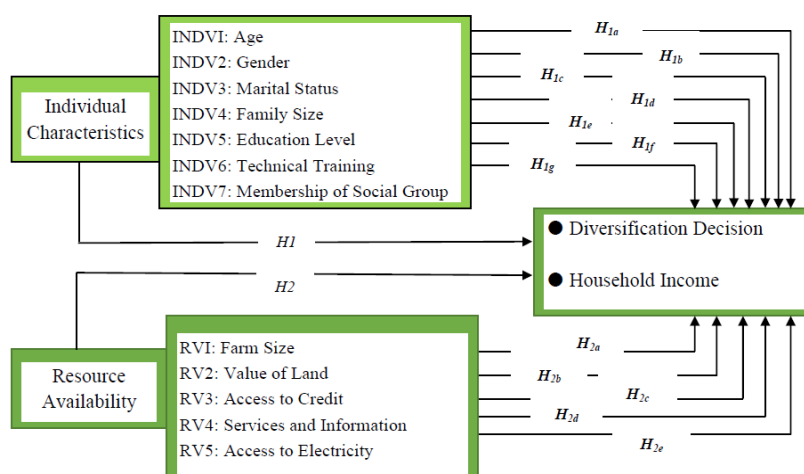 INDVI: Age
INDV2: Gender
INDV3: Marital Status
INDV4: Family Size
INDV5: Education Level
INDV6: Technical Training
INDV7: Membership of Social Group
Individual
Characteristics
H1a
H1b
H1c
H1d
H1e
H1f
H1g
● Diversification Decision
● Household Income
H1
H2
Resource
Availability
RVI: Farm Size
RV2: Value of Land
RV3: Access to Credit
RV4: Services and Information
RV5: Access to Electricity
H2a
H2b
H2c
H2d
H2e